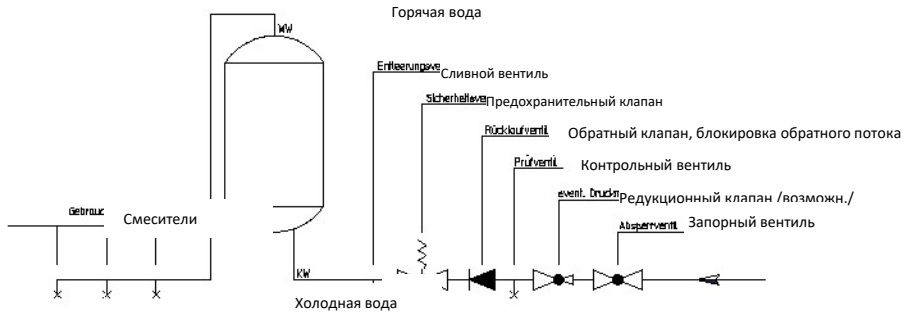 Горячая вода
WW
Entleerungsve Сливной вентиль
Sicherheitsve Предохранительный клапан
Rücklaufventil Обратный клапан, блокировка обратного потока
Prüfventil Контрольный вентиль
event. Druckm Редукционный клапан /возможн./
Gebrauc Смесители
Absperrventil Запорный вентиль
KW
Холодная вода